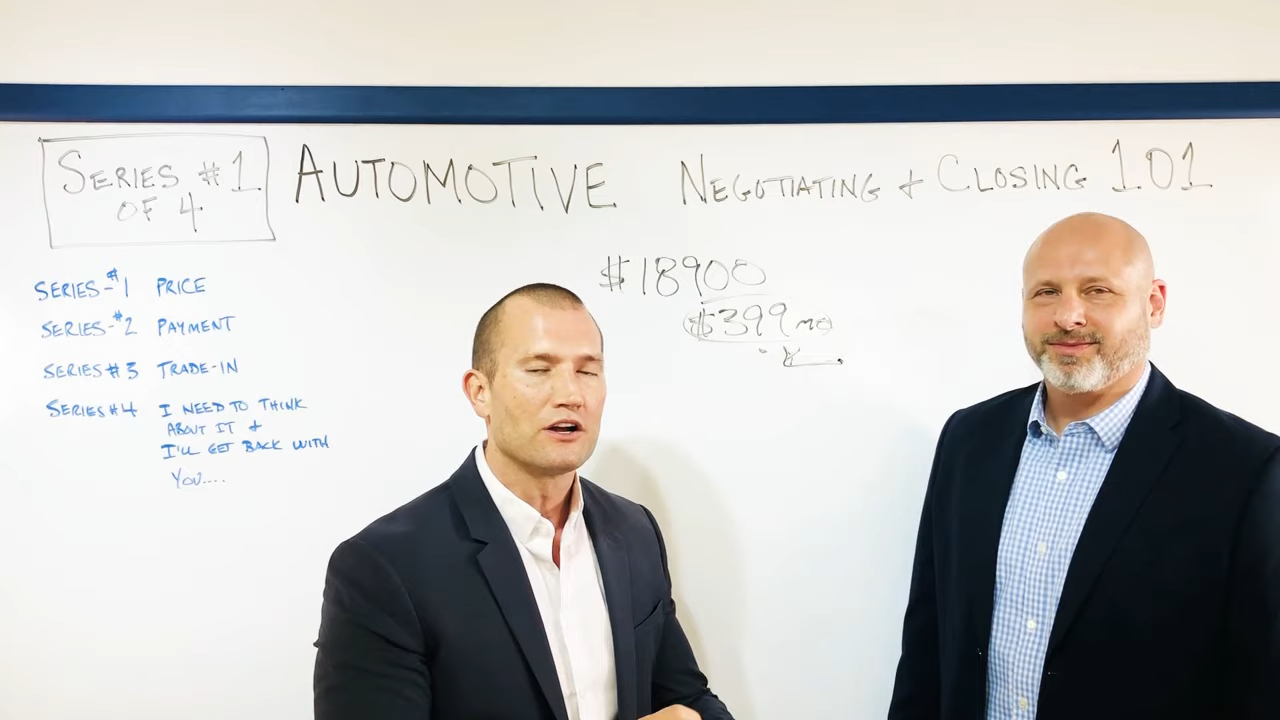 SERIES #1
OF 4
AUTOMOTIVE NEGOTIATING + CLOSING 101
SERIES-#1 PRICE
SERIES-#2 PAYMENT
SERIES #3 TRADE-IN
SERIES #4 I NEED TO THINK
ABOUT IT +
I'LL GET BACK WITH
YOU....
$18900
$399 MO